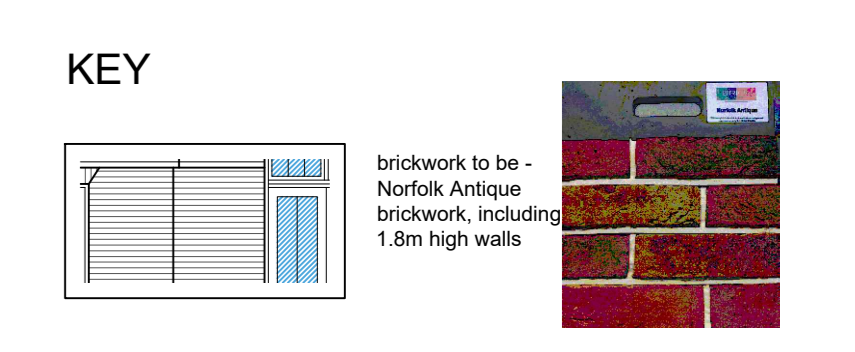 KEY
brickwork to be -
Norfolk Antique
brickwork, including
1.8m high walls
Norfolk Antique